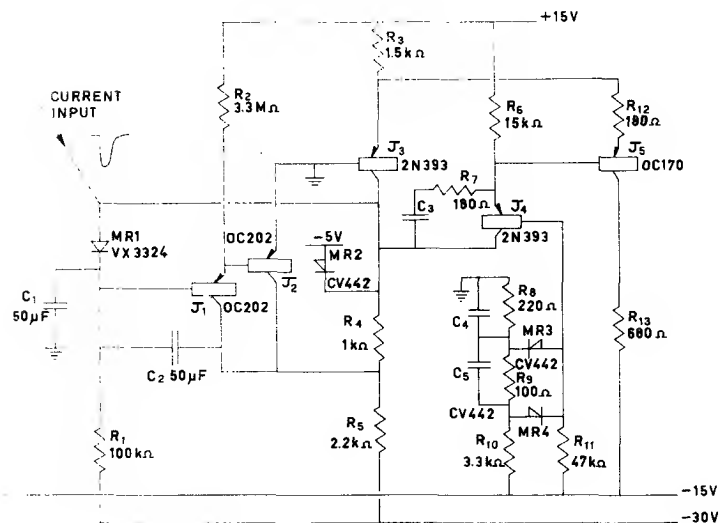 +15V
R3
1.5kΩ
R2
3.3MΩ
CURRENT
INPUT
R6
15kΩ
R12
180Ω
J3
2N393
J5
OC170
R7
180Ω
C3
J4
2N393
MR1
VX3324
OC202
J2
-5V
MR2
CV442
C1
50µF
J1
OC202
R8
220Ω
C4
MR3
CV442
R13
680Ω
R4
1kΩ
C2 50µF
C5
R9
100Ω
CV442
MR4
R1
100kΩ
R5
2.2kΩ
R10
3.3kΩ
R11
47kΩ
-15V
-30V